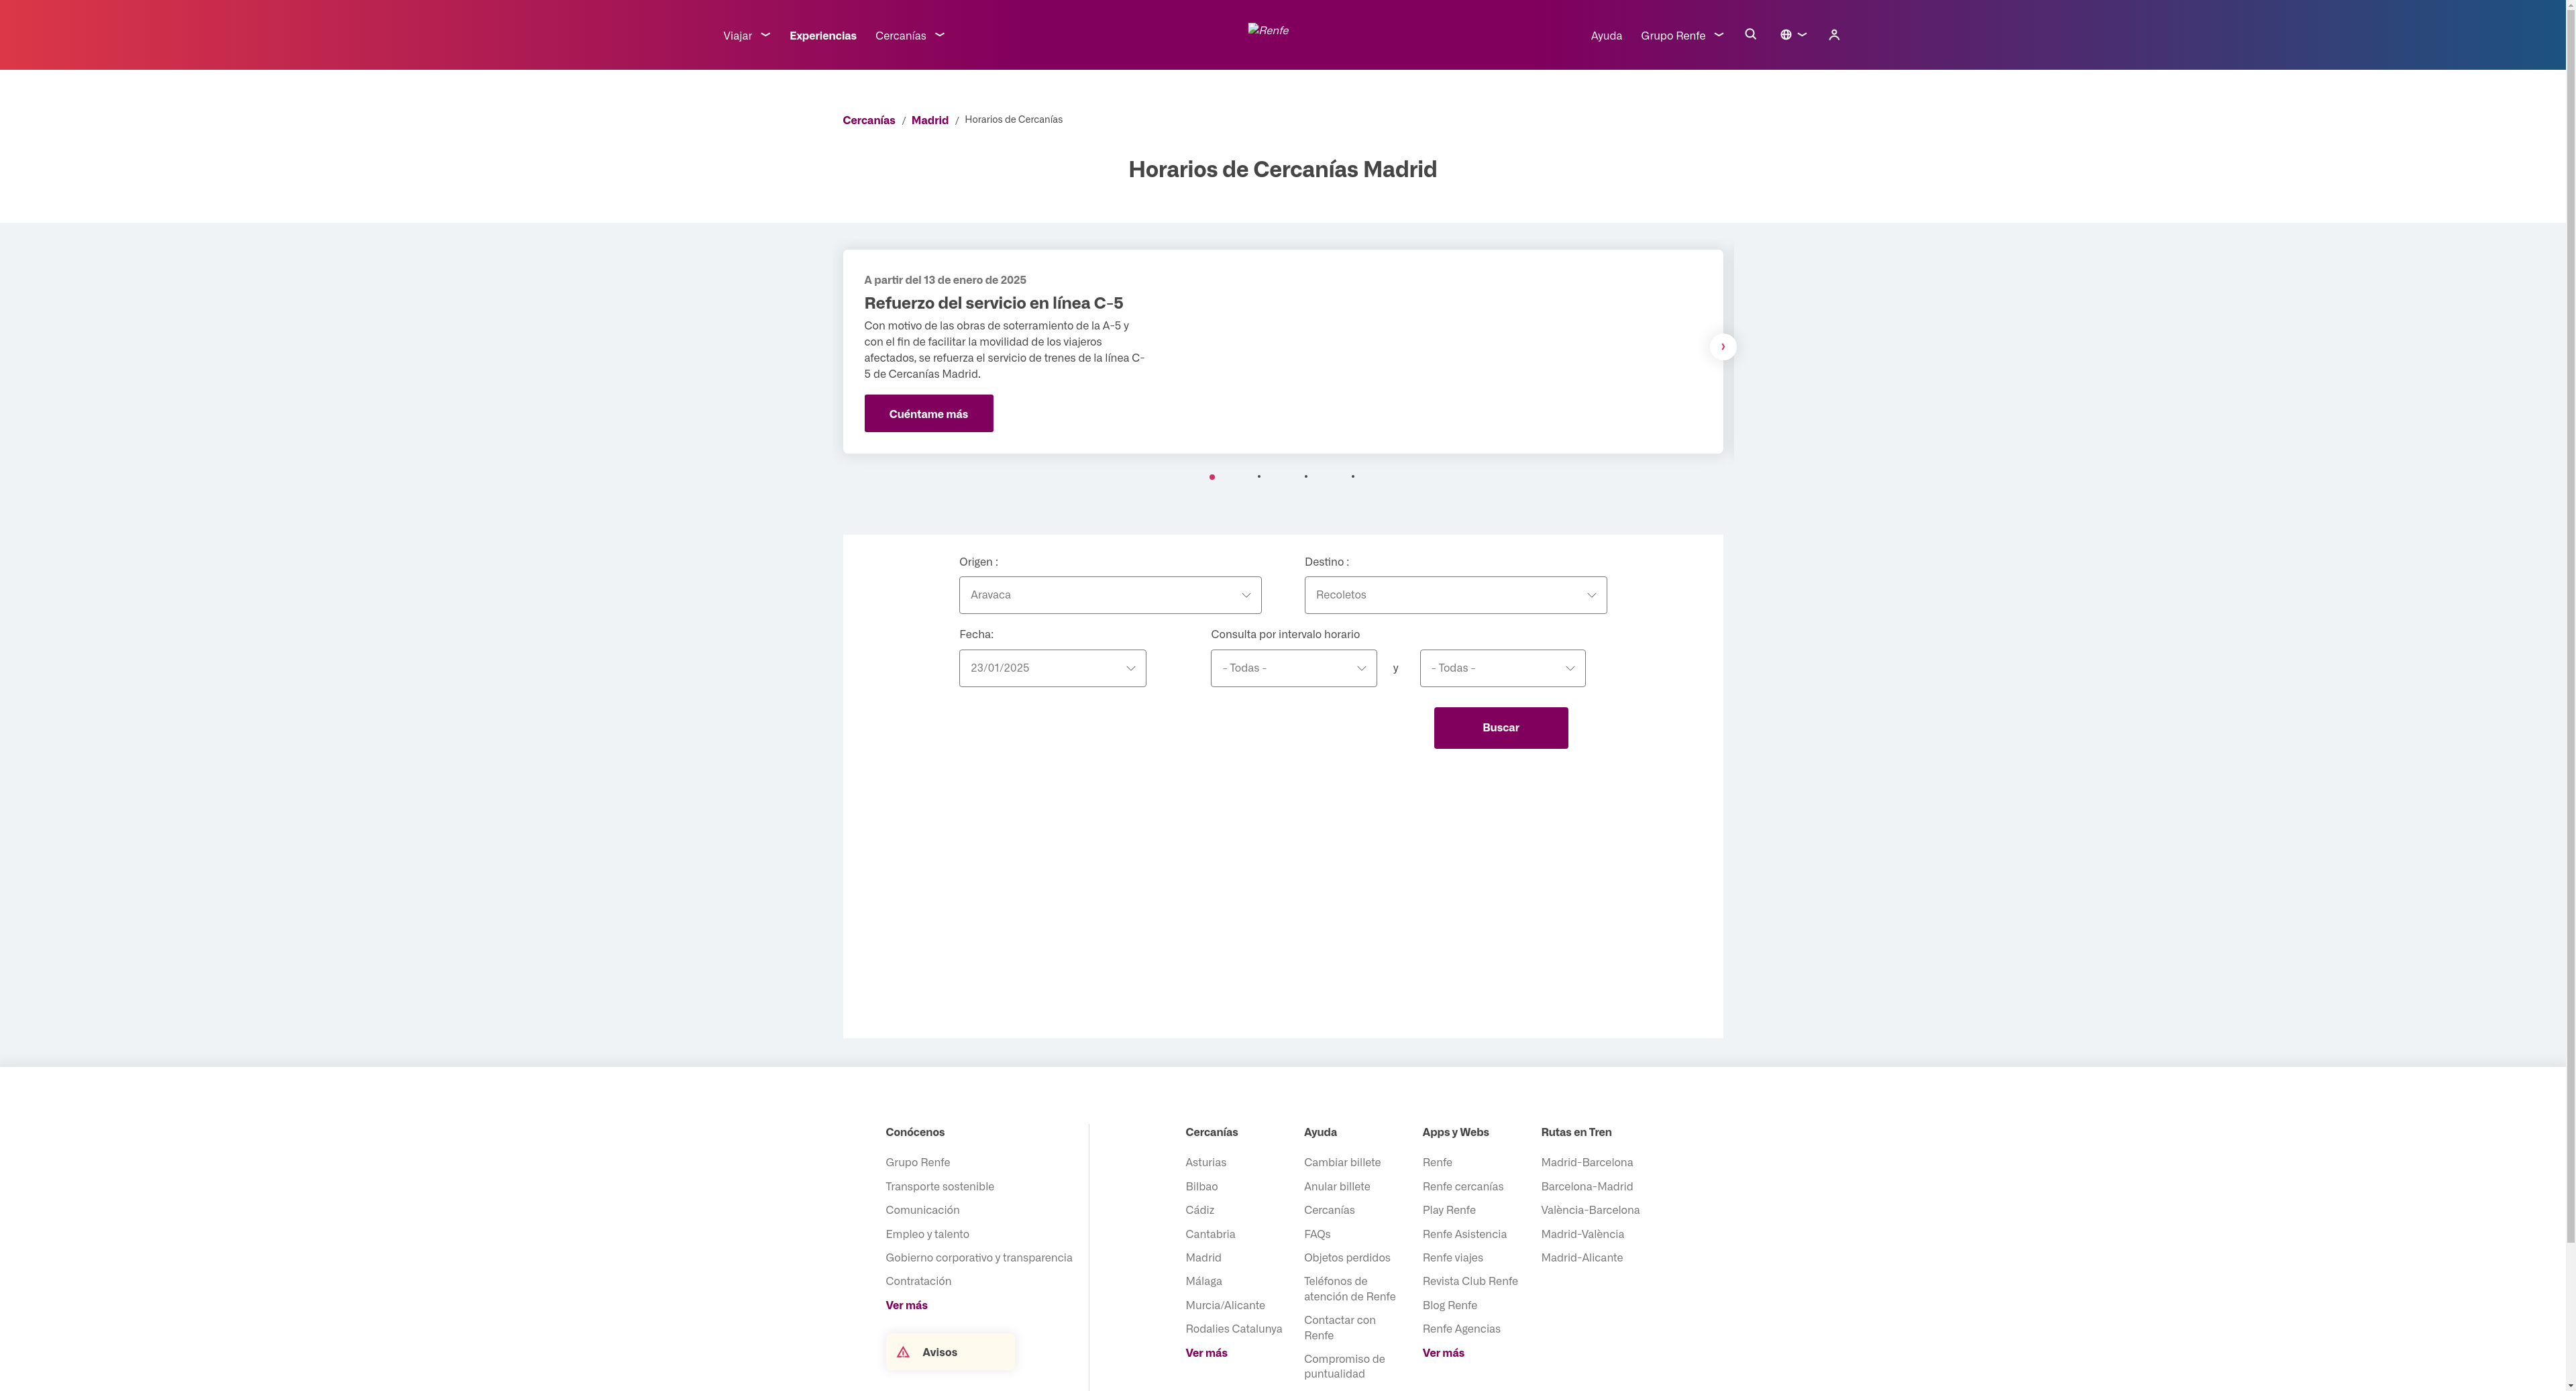 Viajar Experiencias Cercanías Renfe Ayuda Grupo Renfe
Cercanías / Madrid / Horarios de Cercanías
Horarios de Cercanías Madrid
A partir del 13 de enero de 2025
Refuerzo del servicio en línea C-5
Con motivo de las obras de soterramiento de la A-5 y
con el fin de facilitar la movilidad de los viajeros
afectados, se refuerza el servicio de trenes de la línea C-
5 de Cercanías Madrid.
Cuéntame más
Origen : Destino :
Aravaca Recoletos
Fecha: Consulta por intervalo horario
23/01/2025 - Todas - y - Todas -
Buscar
Conócenos
Grupo Renfe
Transporte sostenible
Comunicación
Empleo y talento
Gobierno corporativo y transparencia
Contratación
Ver más
Avisos
Cercanías
Asturias
Bilbao
Cádiz
Cantabria
Madrid
Málaga
Murcia/Alicante
Rodalies Catalunya
Ver más
Ayuda
Cambiar billete
Anular billete
Cercanías
FAQs
Objetos perdidos
Teléfonos de
atención de Renfe
Contactar con
Renfe
Compromiso de
puntualidad
Apps y Webs
Renfe
Renfe cercanías
Play Renfe
Renfe Asistencia
Renfe viajes
Revista Club Renfe
Blog Renfe
Renfe Agencias
Ver más
Rutas en Tren
Madrid-Barcelona
Barcelona-Madrid
València-Barcelona
Madrid-València
Madrid-Alicante